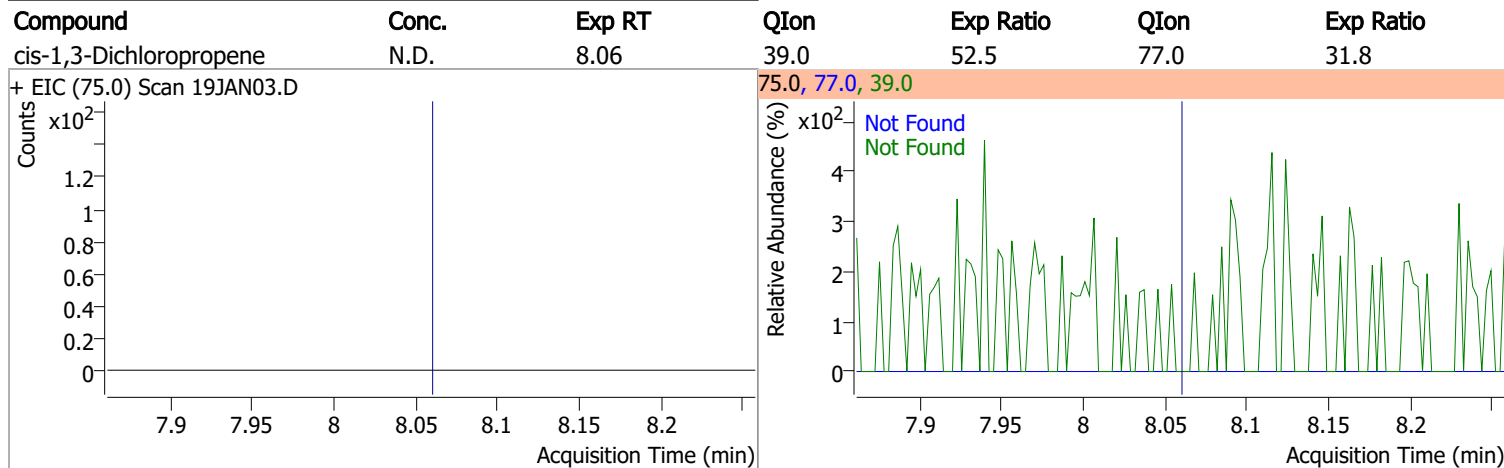 Compound Conc. Exp RT QIon Exp Ratio QIon Exp Ratio
cis-1,3-Dichloropropene N.D. 8.06 39.0 52.5 77.0 31.8
+ EIC (75.0) Scan 19JAN03.D
Counts
x10²
1.2
1
0.8
0.6
0.4
0.2
0
7.9 7.95 8 8.05 8.1 8.15 8.2
Acquisition Time (min)
75.0, 77.0, 39.0
Relative Abundance (%)
x10²
Not Found
Not Found
4
3
2
1
0
7.9 7.95 8 8.05 8.1 8.15 8.2
Acquisition Time (min)